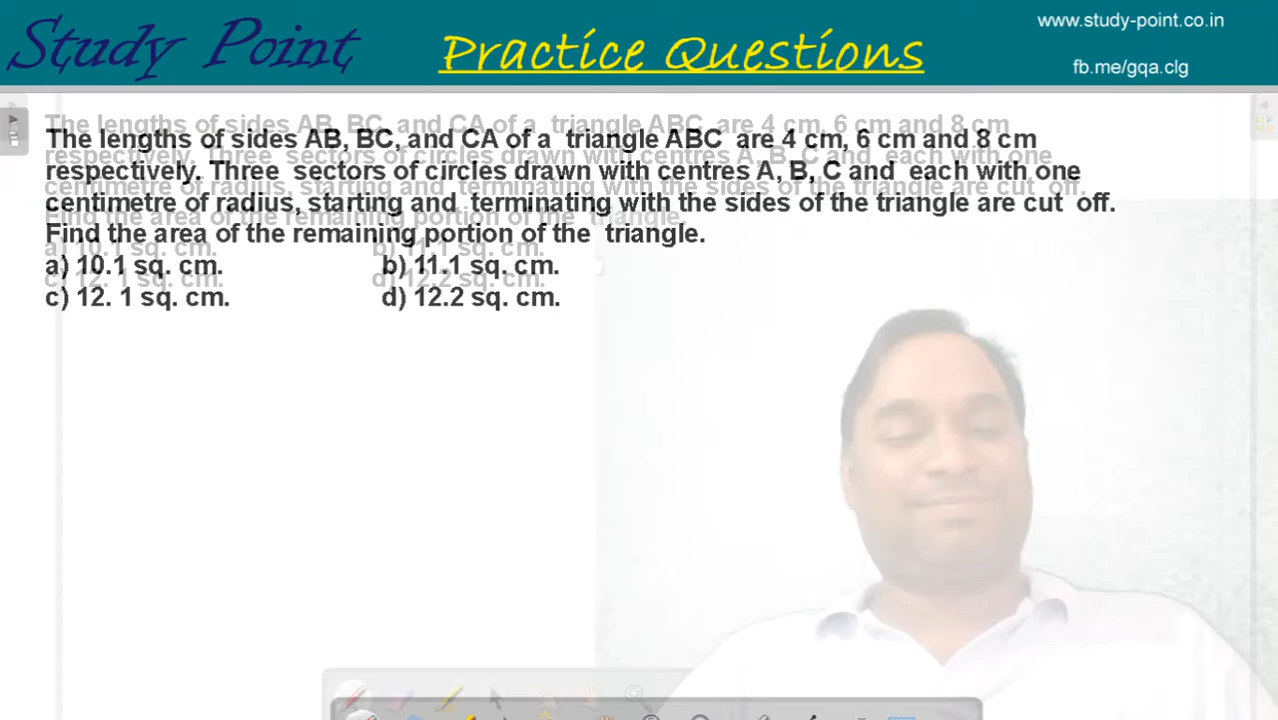 Study Point
Practice Questions
www.study-point.co.in
fb.me/gqa.clg
The lengths of sides AB, BC, and CA of a triangle ABC are 4 cm, 6 cm and 8 cm
respectively. Three sectors of circles drawn with centres A, B, C and each with one
centimetre of radius, starting and terminating with the sides of the triangle are cut off.
Find the area of the remaining portion of the triangle.
a) 10.1 sq. cm. b) 11.1 sq. cm.
c) 12. 1 sq. cm. d) 12.2 sq. cm.